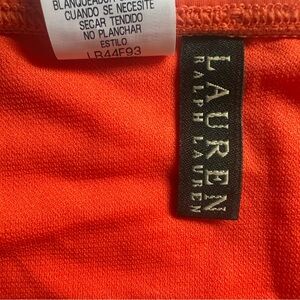 BLANQUEADOR
CUANDO SE NECESITE
SECAR TENDIDO
NO PLANCHAR
ESTILO
LR44F93
LAUREN
RALPH LAUREN